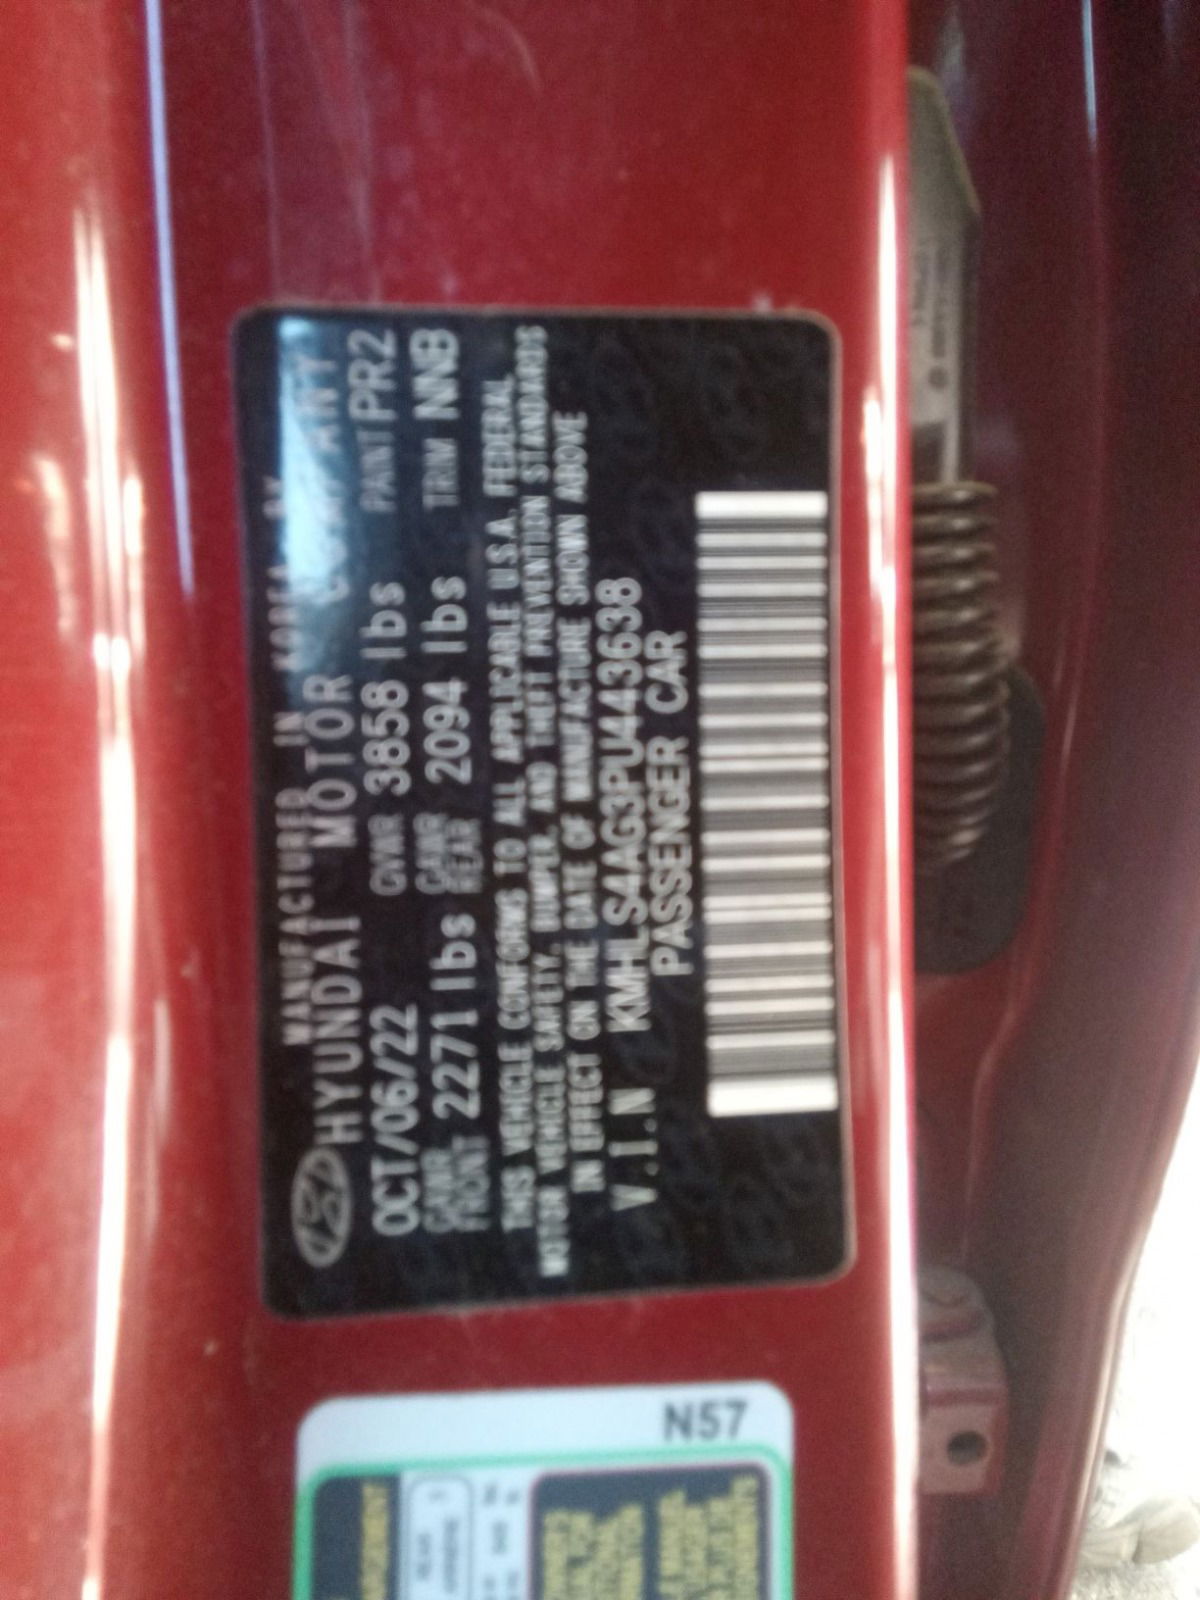 MANUFACTURED IN KOREA BY
HYUNDAI MOTOR COMPANY
OCT/06/22 GVWR 3858 lbs PAINT PR2
GAWR FRONT 2271 lbs GAWR REAR 2094 lbs TRIM NNB
THIS VEHICLE CONFORMS TO ALL APPLICABLE U.S.A. FEDERAL
MOTOR VEHICLE SAFETY, BUMPER, AND THEFT PREVENTION STANDARDS
IN EFFECT ON THE DATE OF MANUFACTURE SHOWN ABOVE
V.I.N KMHLS4AG3PU443638
PASSENGER CAR
N57